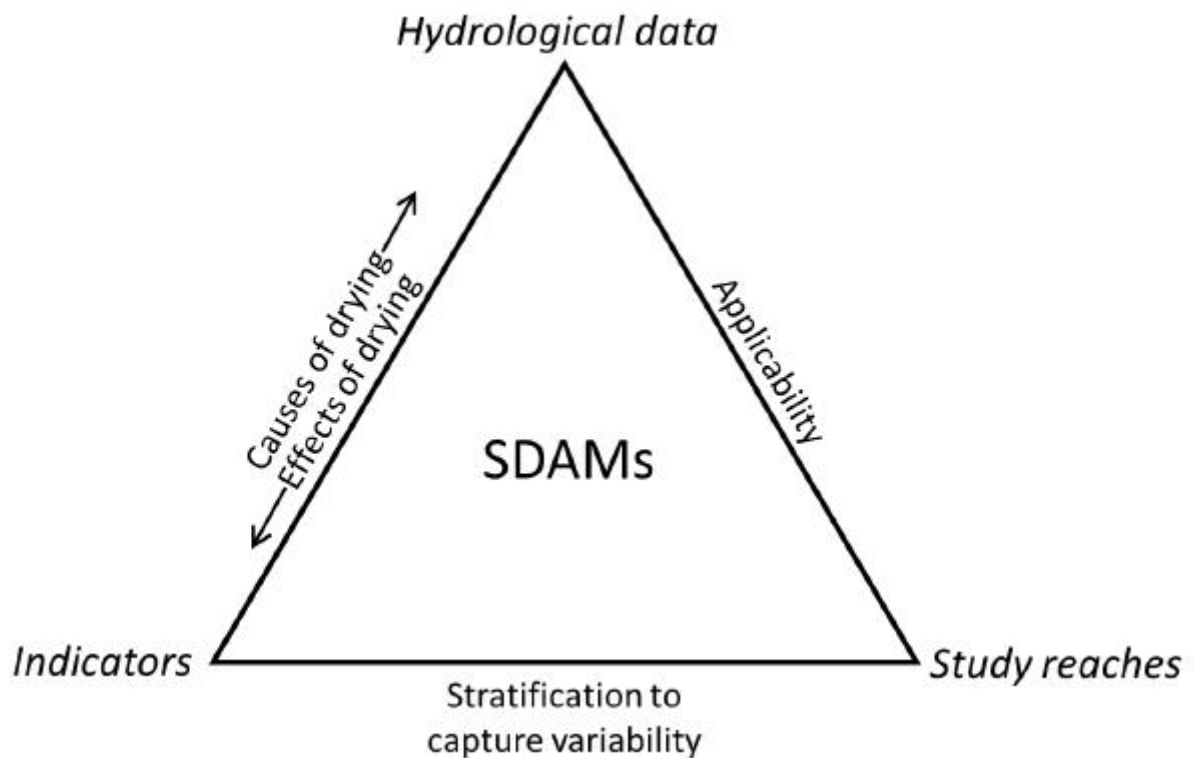 Hydrological data
Causes of drying
Effects of drying
Applicability
SDAMs
Indicators
Study reaches
Stratification to
capture variability